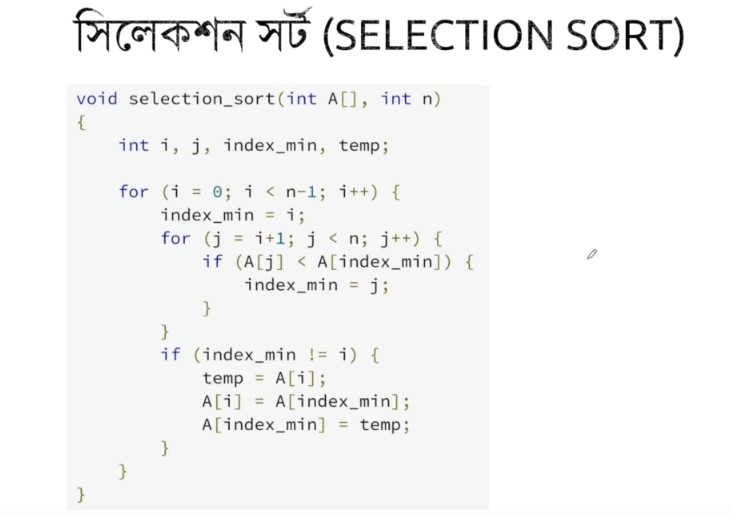 সিলেকশন সর্ট (SELECTION SORT)
void selection_sort(int A[], int n)
{
    int i, j, index_min, temp;
    for (i = 0; i < n-1; i++) {
        index_min = i;
        for (j = i+1; j < n; j++) {
            if (A[j] < A[index_min]) {
                index_min = j;
            }
        }
        if (index_min != i) {
            temp = A[i];
            A[i] = A[index_min];
            A[index_min] = temp;
        }
    }
}